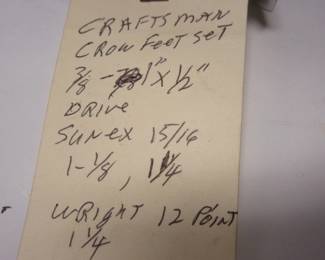 CRAFTSMAN
CROW FEET SET
3/8 - 1" X 1/2"
DRIVE
SUNEX 15/16
1-1/8, 1 1/4
WRIGHT 12 POINT
1 1/4